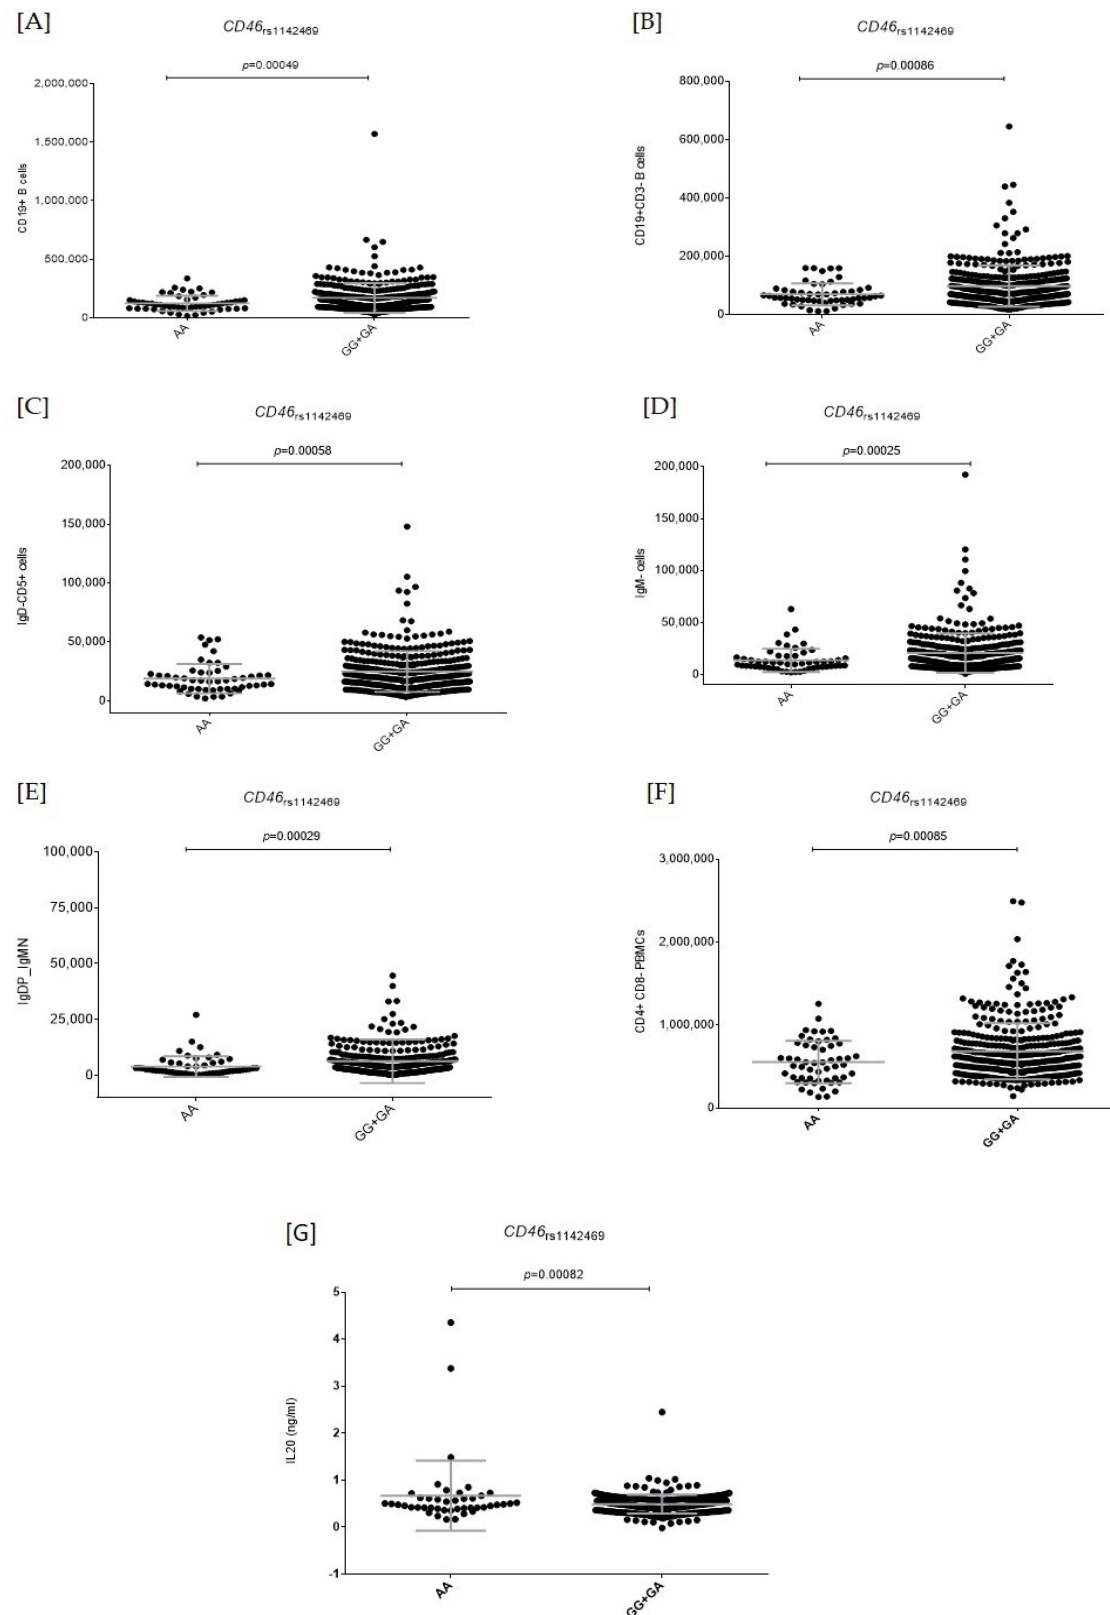 [A]
CD46rs1142469
p=0.00049
2,000,000
1,500,000
1,000,000
500,000
0
CD19+ B cells
AA
GG+GA
[B]
CD46rs1142469
p=0.00086
800,000
600,000
400,000
200,000
0
CD19+CD3- B cells
AA
GG+GA
[C]
CD46rs1142469
p=0.00058
200,000
150,000
100,000
50,000
0
IgD-CD5+ cells
AA
GG+GA
[D]
CD46rs1142469
p=0.00025
200,000
150,000
100,000
50,000
0
IgM- cells
AA
GG+GA
[E]
CD46rs1142469
p=0.00029
100,000
75,000
50,000
25,000
0
IgDP_IgMN
AA
GG+GA
[F]
CD46rs1142469
p=0.00085
3,000,000
2,000,000
1,000,000
0
CD4+ CD8- PBMCs
AA
GG+GA
[G]
CD46rs1142469
p=0.00082
5
4
3
2
1
0
-1
IL20 (ng/ml)
AA
GG+GA